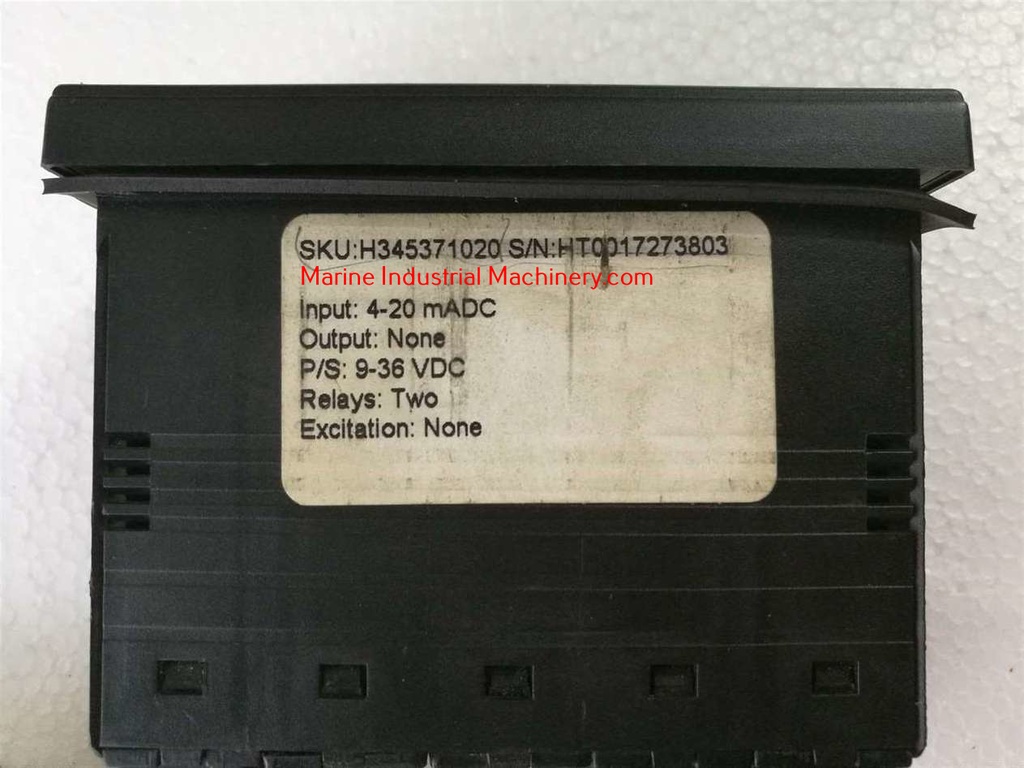 SKU:H345371020 S/N:HT0017273803
Marine Industrial Machinery.com
Input: 4-20 mADC
Output: None
P/S: 9-36 VDC
Relays: Two
Excitation: None